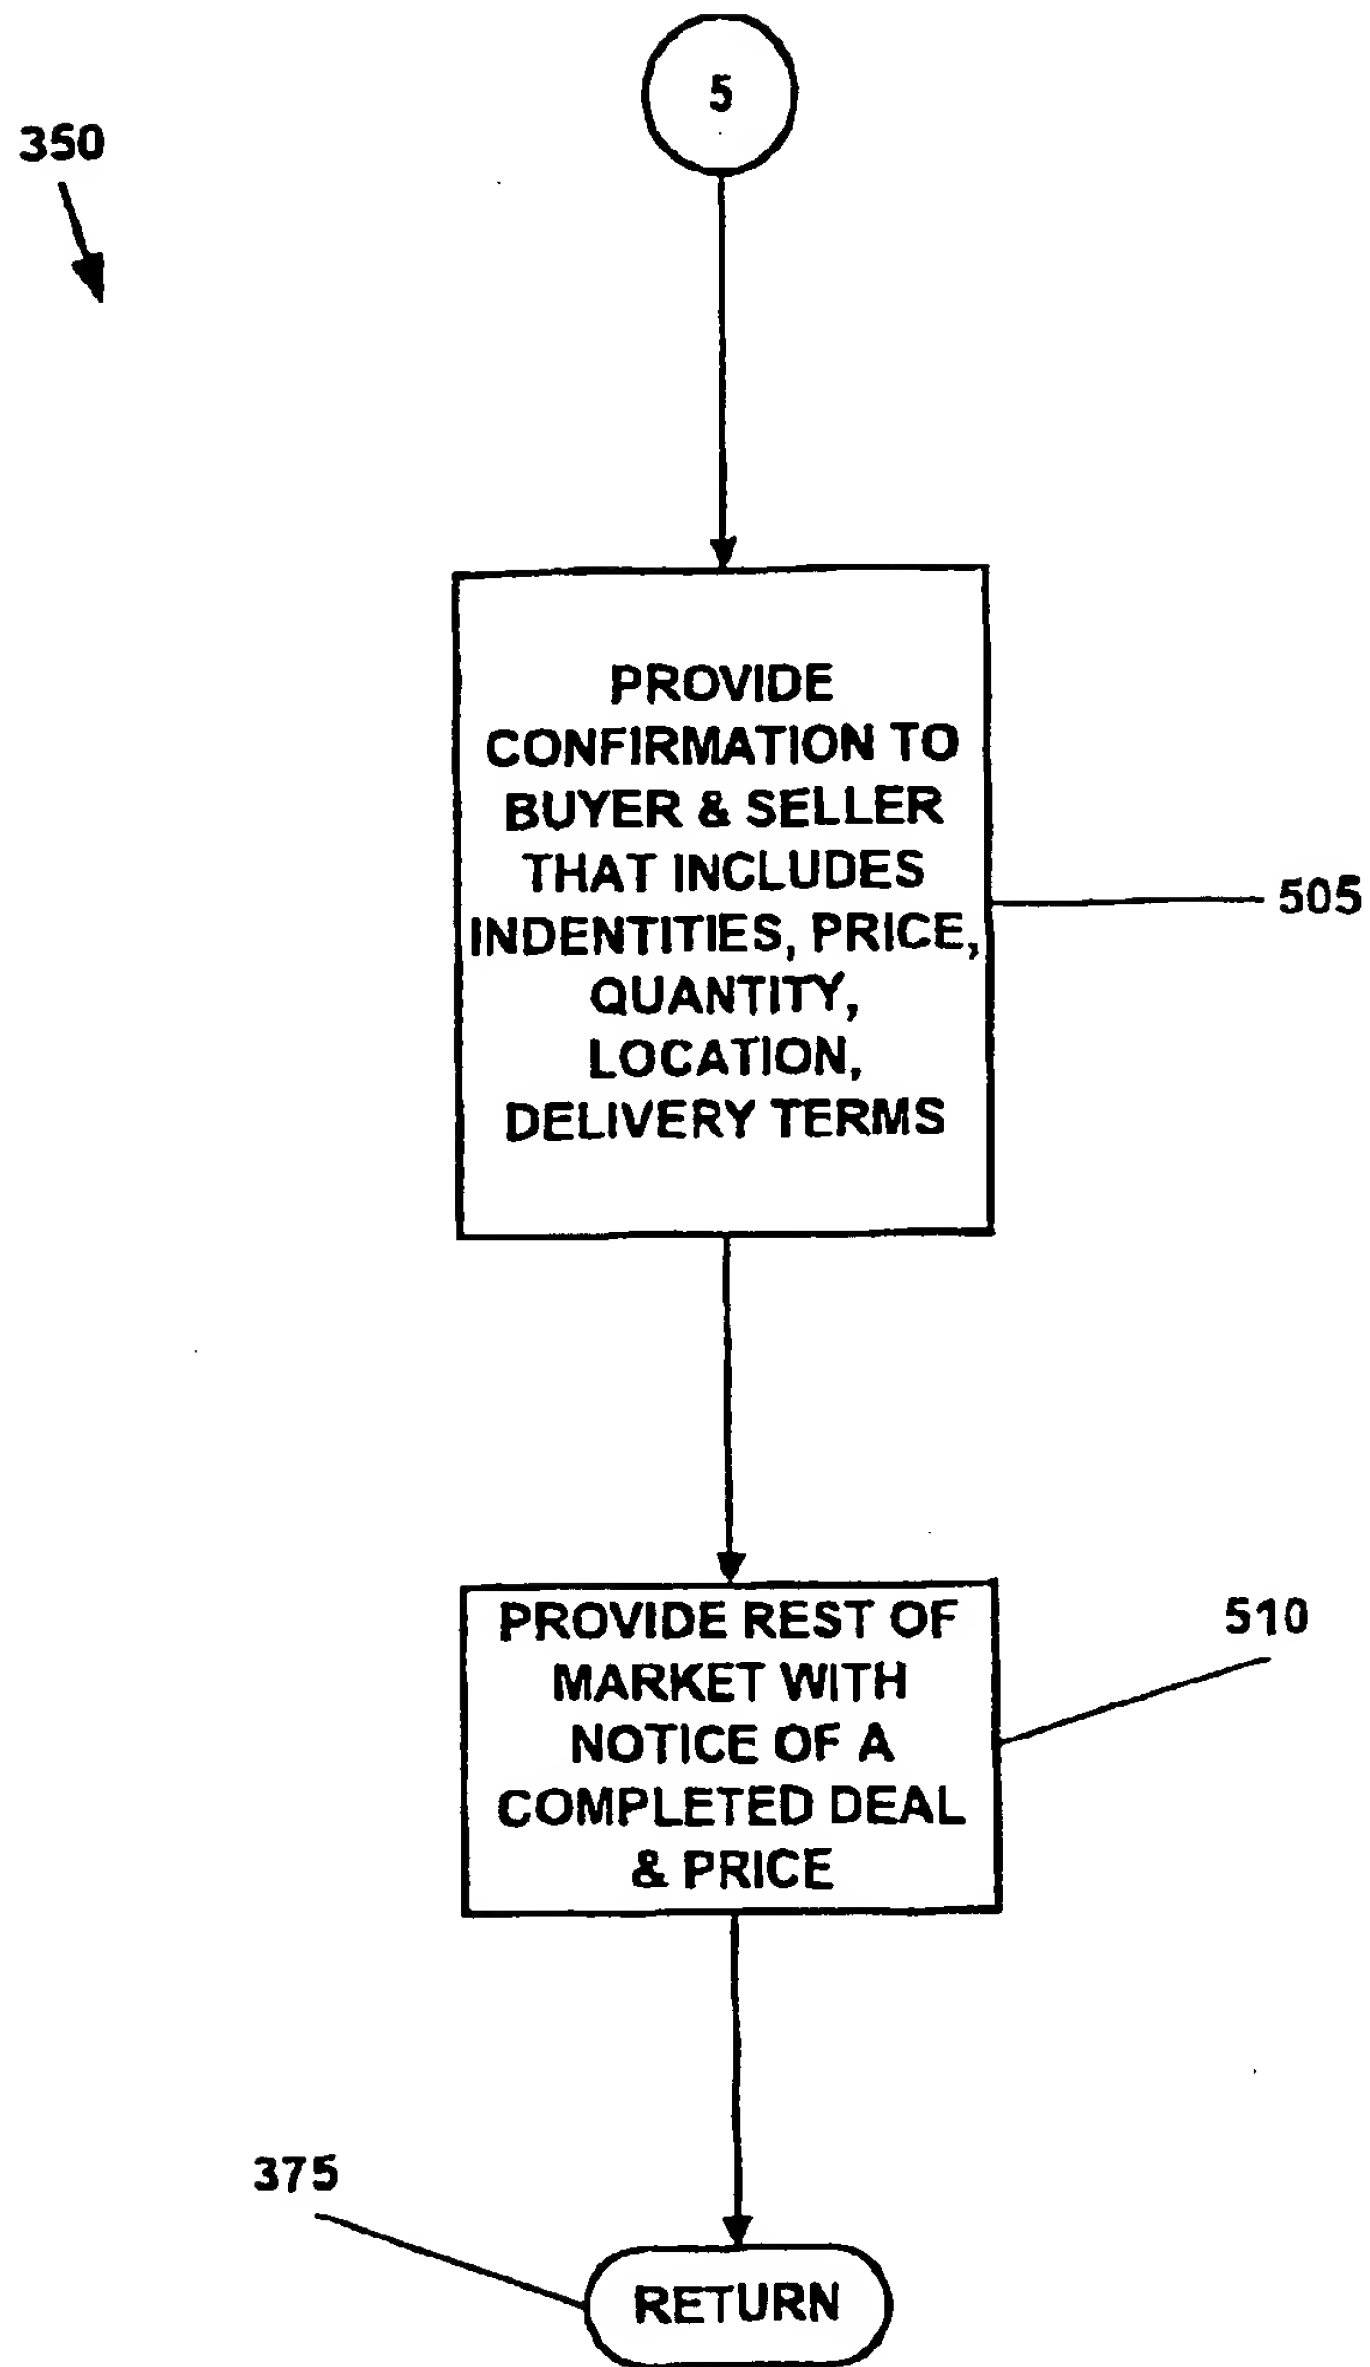 5
350
PROVIDE
CONFIRMATION TO
BUYER & SELLER
THAT INCLUDES
INDENTITIES, PRICE,
QUANTITY,
LOCATION,
DELIVERY TERMS
505
PROVIDE REST OF
MARKET WITH
NOTICE OF A
COMPLETED DEAL
& PRICE
510
375
RETURN